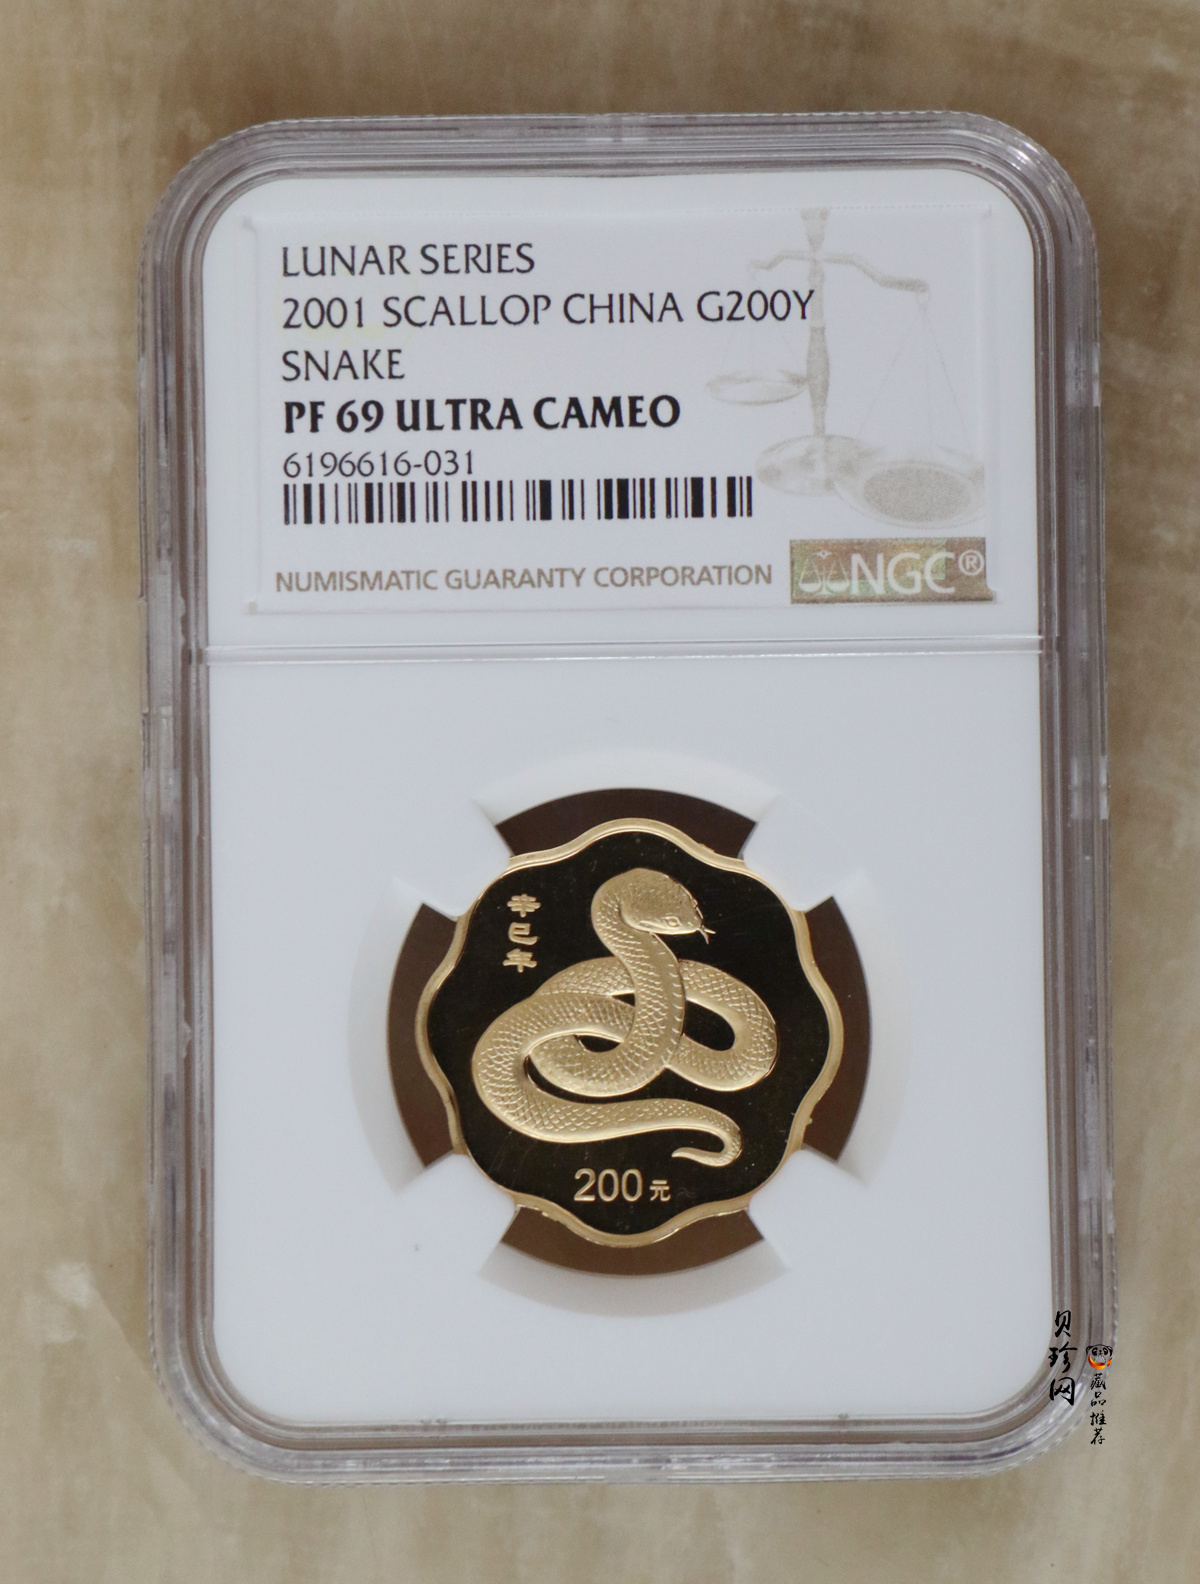 LUNAR SERIES
2001 SCALLOP CHINA G200Y
SNAKE
PF 69 ULTRA CAMEO
6196616-031
NUMISMATIC GUARANTY CORPORATION
NGC®
辛巳年
200元
贝珍网
藏品推荐